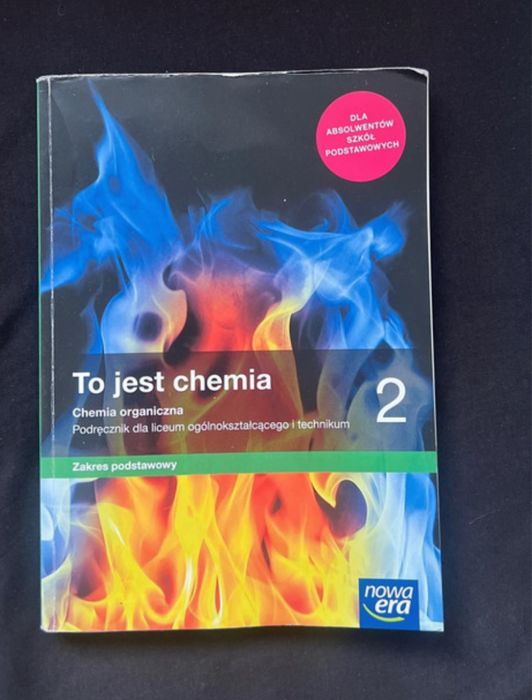 DLA
ABSOLWENTÓW
SZKÓŁ
PODSTAWOWYCH
To jest chemia
2
Chemia organiczna
Podręcznik dla liceum ogólnokształcącego i technikum
Zakres podstawowy
nowa
era